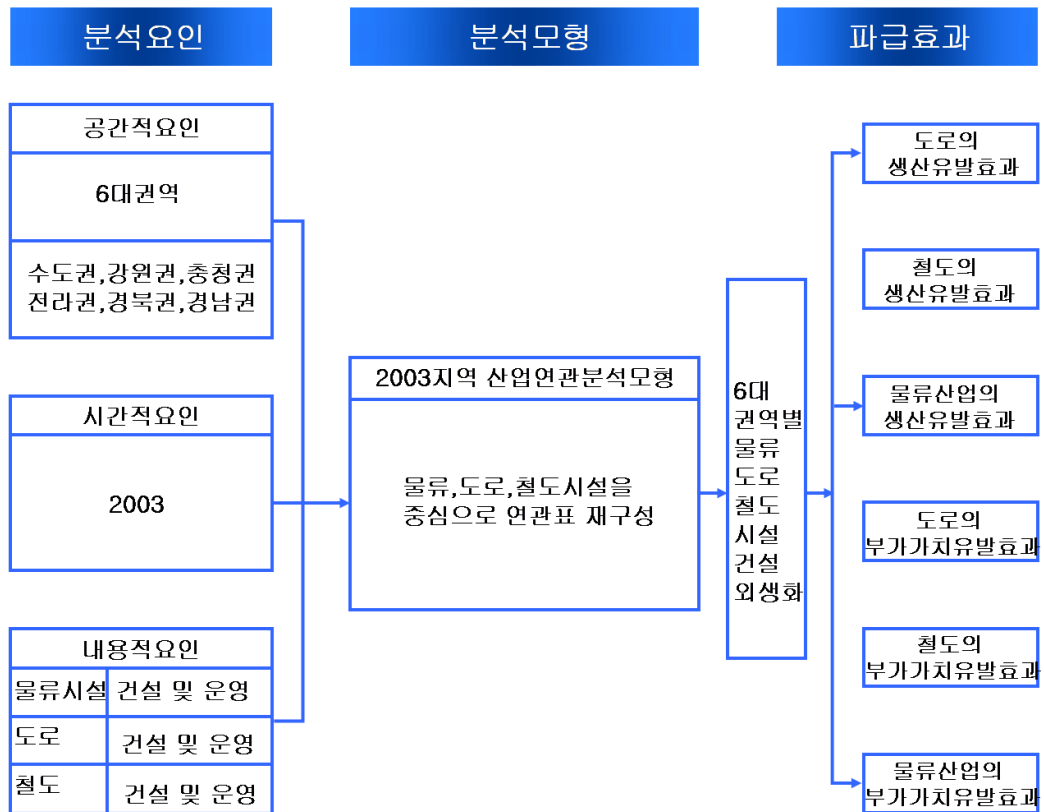 분석요인
분석모형
파급효과
공간적요인
6대권역
수도권,강원권,충청권
전라권,경북권,경남권
시간적요인
2003
내용적요인
물류시설 건설 및 운영
도로 건설 및 운영
철도 건설 및 운영
2003지역 산업연관분석모형
물류,도로,철도시설을
중심으로 연관표 재구성
6대
권역별
물류
도로
철도
시설
건설
외생화
도로의
생산유발효과
철도의
생산유발효과
물류산업의
생산유발효과
도로의
부가가치유발효과
철도의
부가가치유발효과
물류산업의
부가가치유발효과